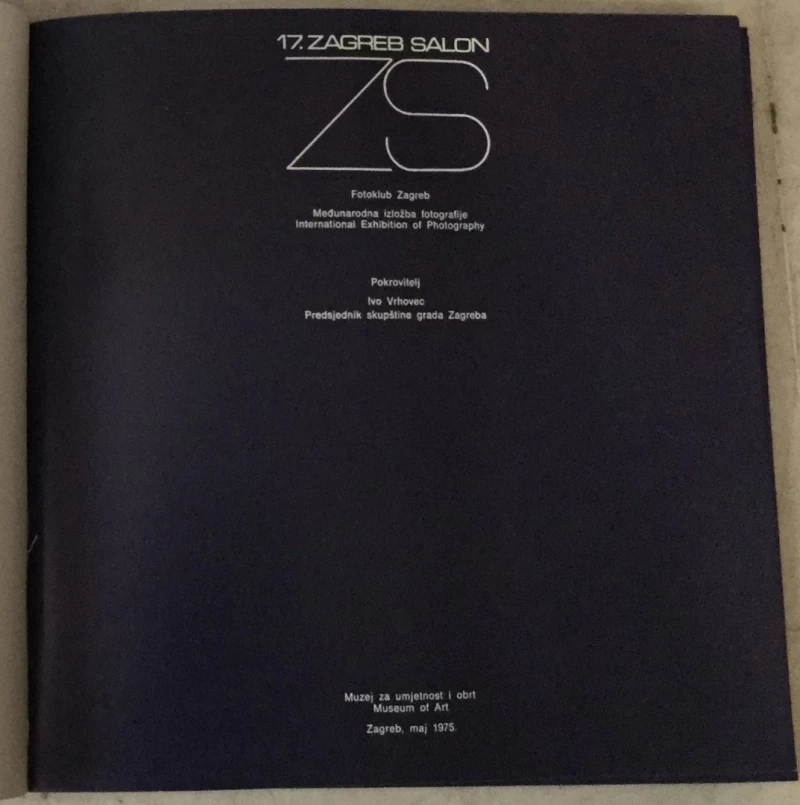 17. ZAGREB SALON
ZS
Fotoklub Zagreb
Međunarodna izložba fotografije
International Exhibition of Photography
Pokrovitelj
Ivo Vrhovec
Predsjednik skupštine grada Zagreba
Muzej za umjetnost i obrt
Museum of Art
Zagreb, maj 1975.